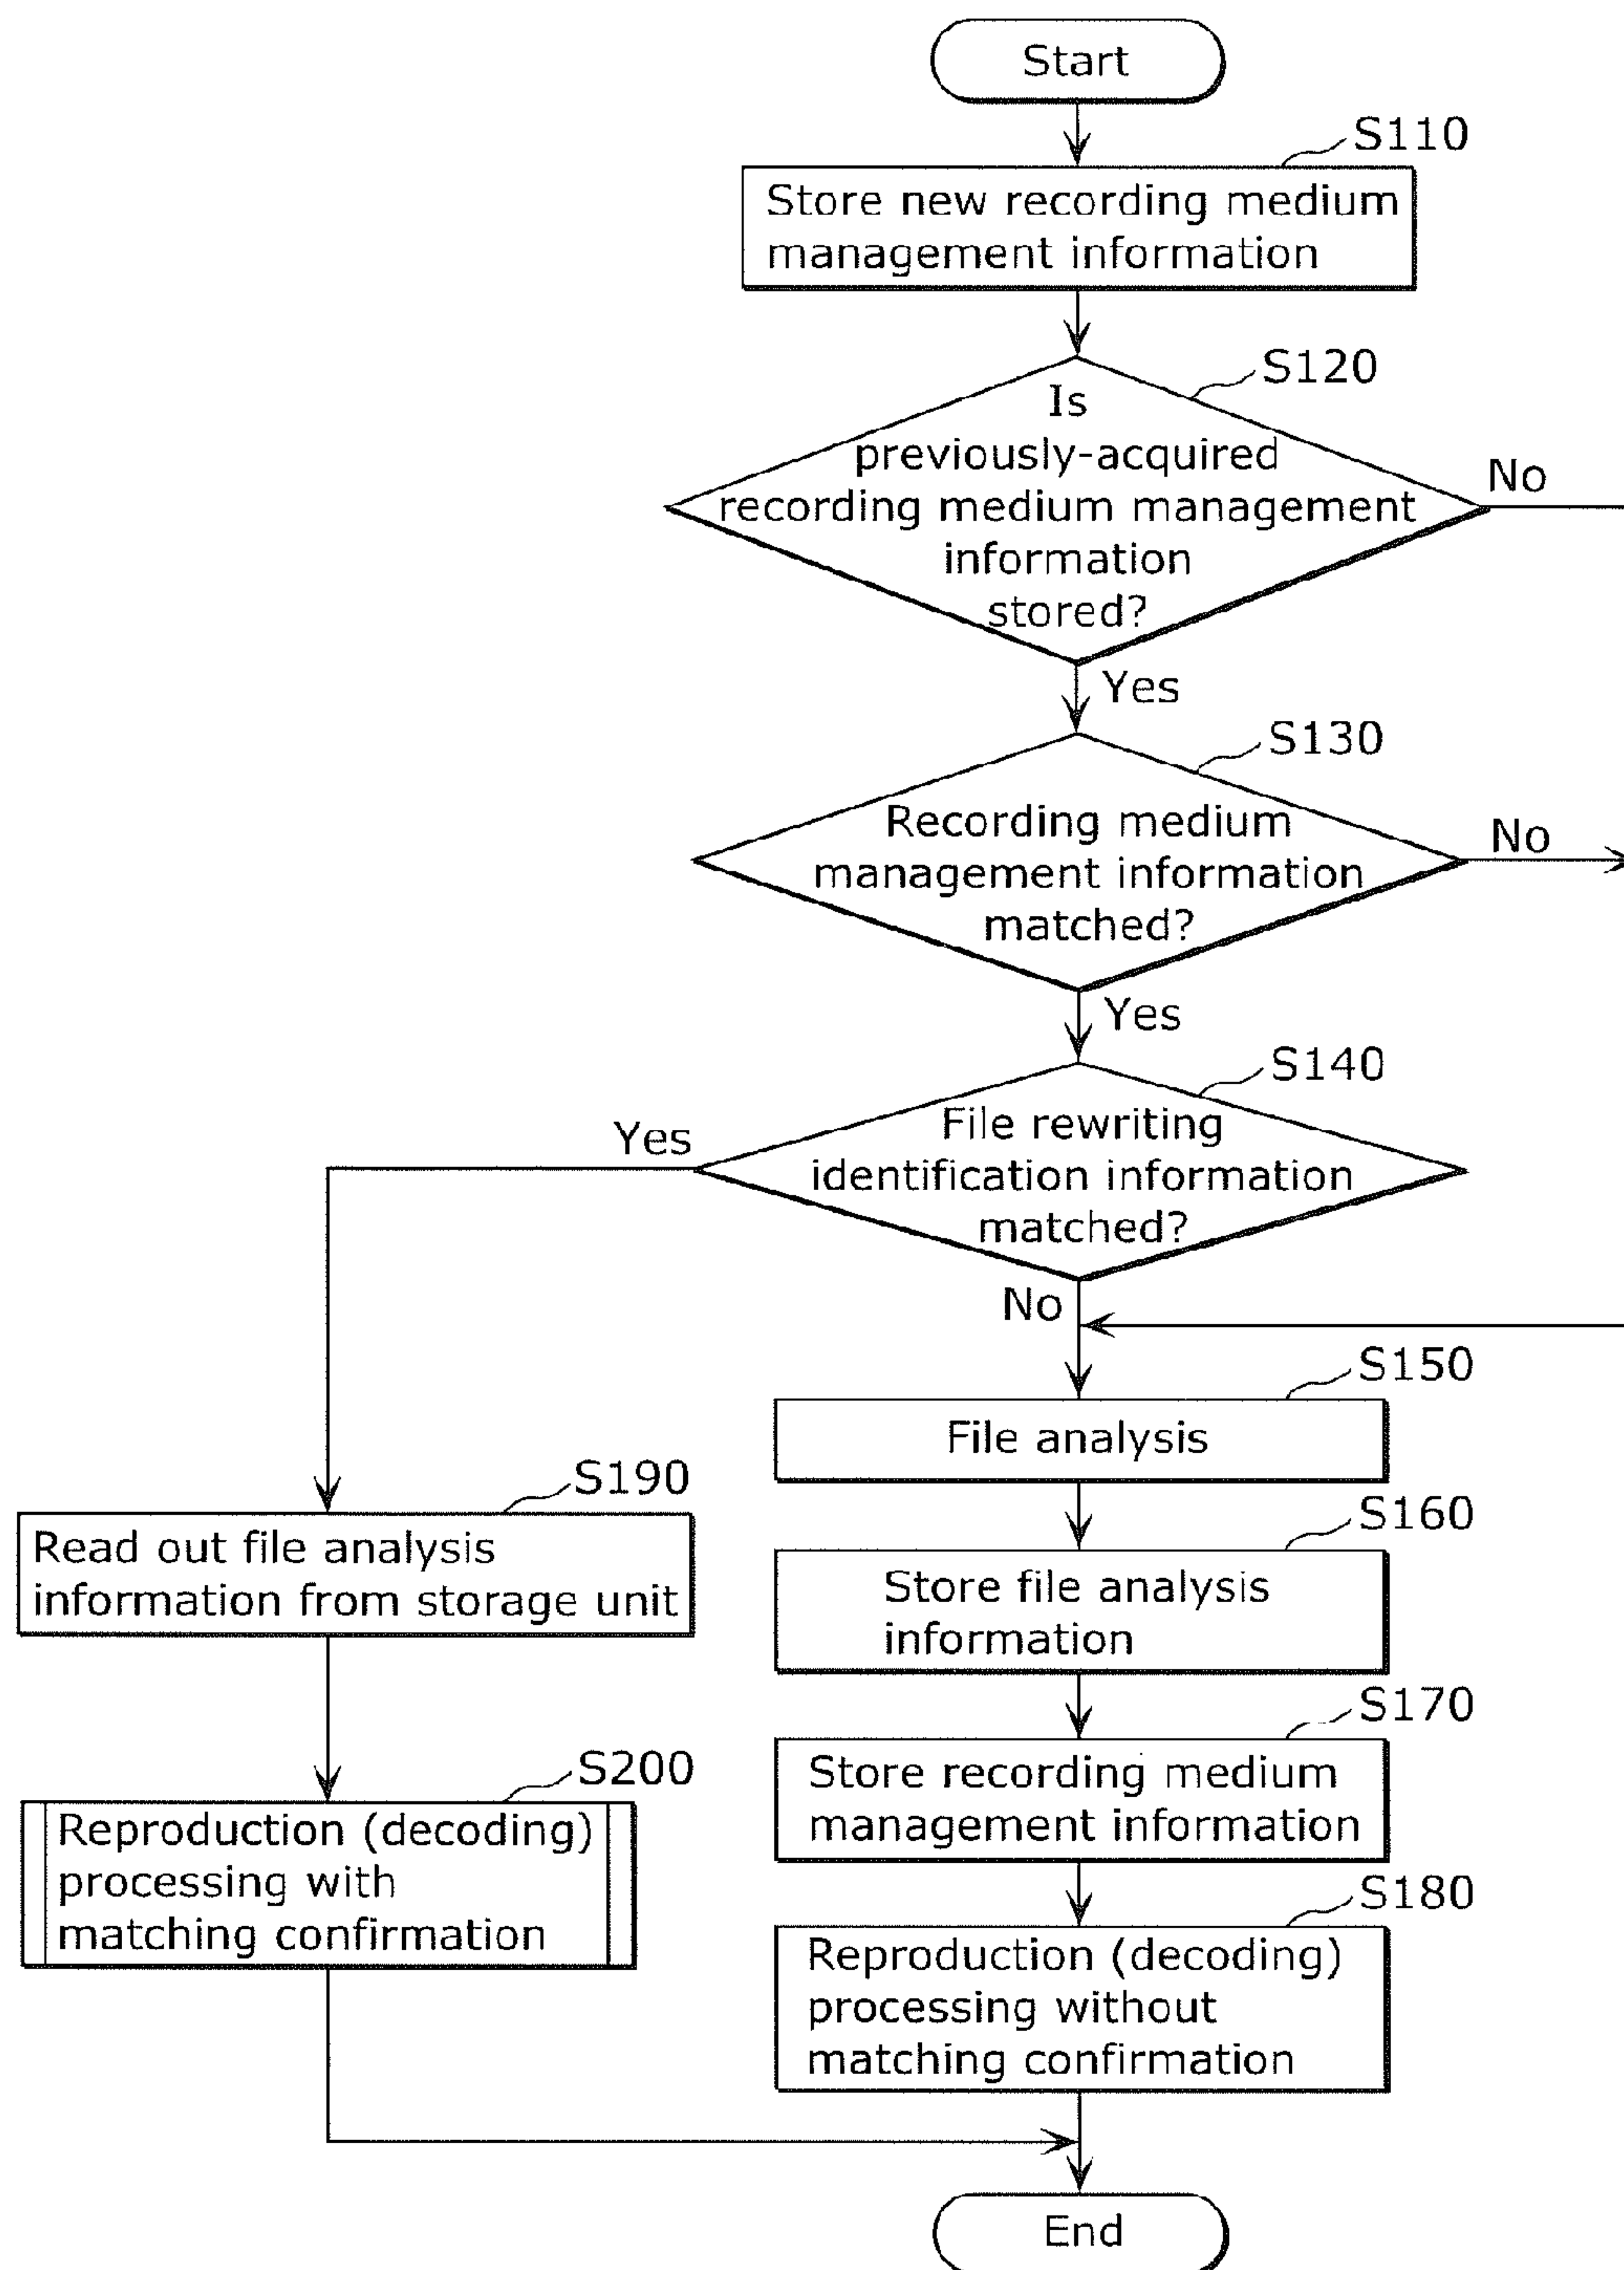 Start
S110
Store new recording medium
management information
S120
Is
previously-acquired
recording medium management
information
stored?
No
Yes
S130
Recording medium
management information
matched?
No
Yes
S140
File rewriting
identification information
matched?
Yes
No
S150
File analysis
S190
Read out file analysis
information from storage unit
S160
Store file analysis
information
S170
Store recording medium
management information
S200
Reproduction (decoding)
processing with
matching confirmation
S180
Reproduction (decoding)
processing without
matching confirmation
End